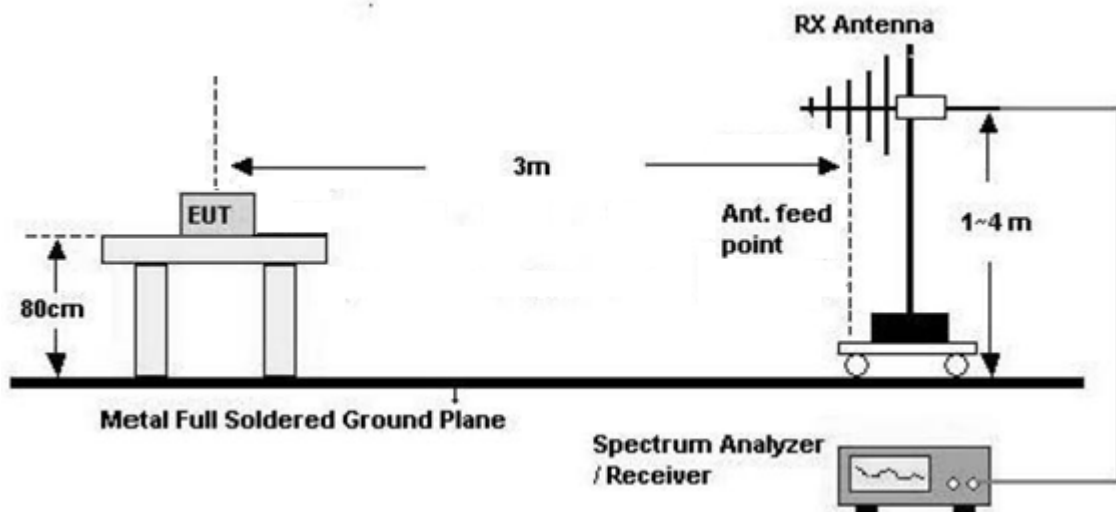 RX Antenna
3m
EUT
Ant. feed
point
1~4 m
80cm
Metal Full Soldered Ground Plane
Spectrum Analyzer
/ Receiver